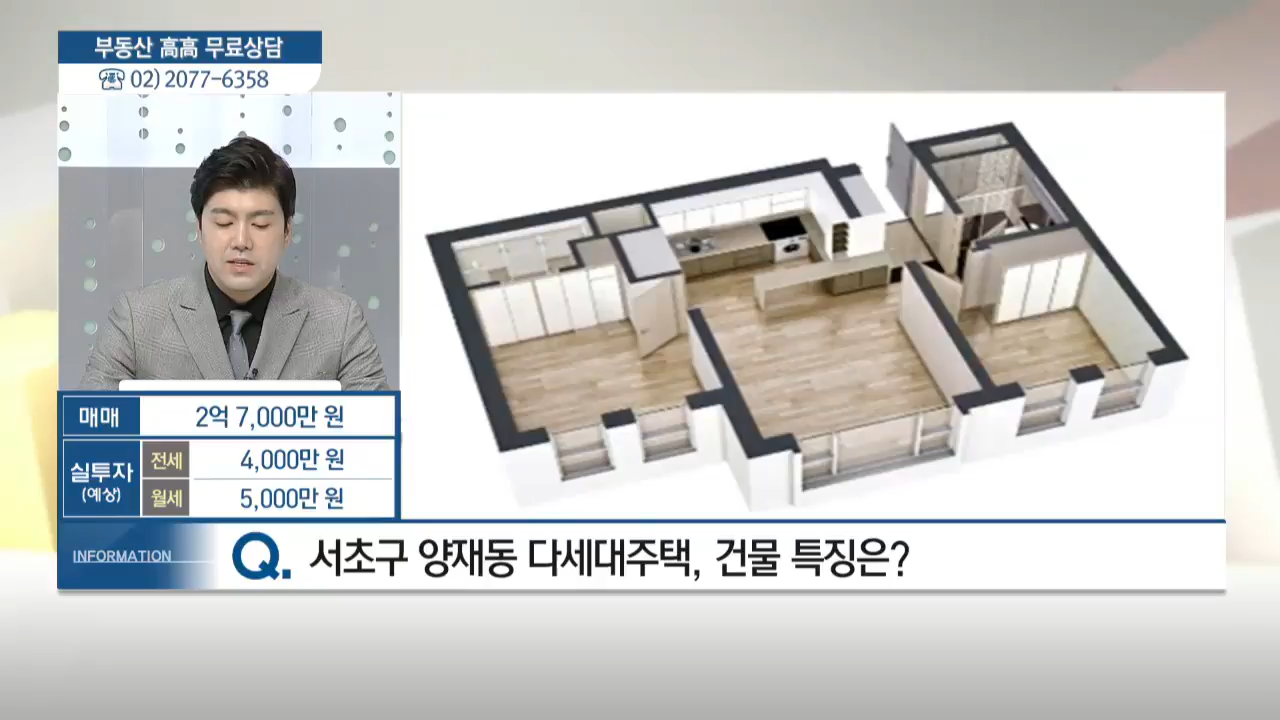 부동산 高高 무료상담
☏ 02) 2077-6358
매매 2억 7,000만 원
실투자 (예상)
전세 4,000만 원
월세 5,000만 원
INFORMATION
Q. 서초구 양재동 다세대주택, 건물 특징은?